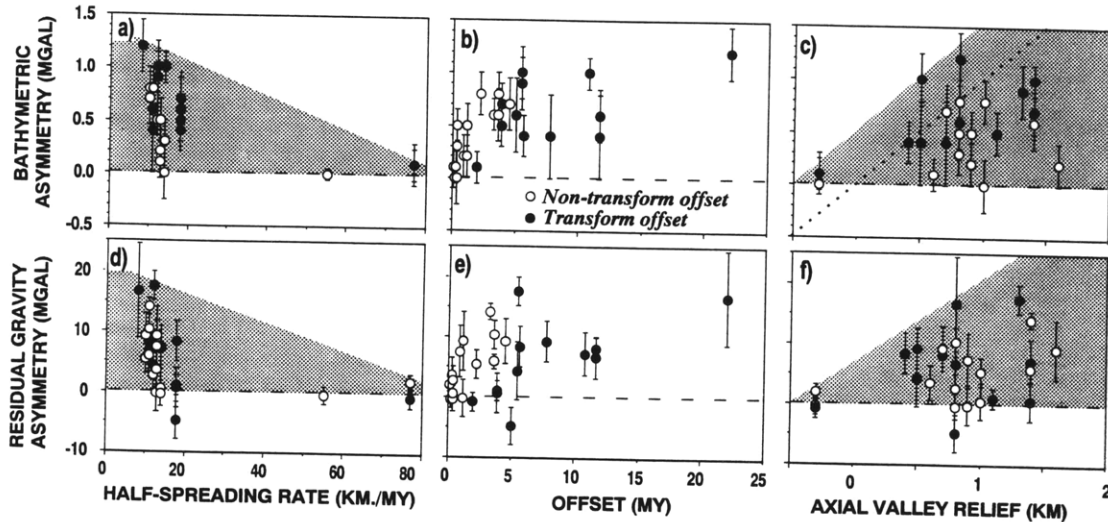 BATHYMETRIC
ASYMMETRY (MGAL)
1.5
1.0
0.5
0.0
-0.5
a)
b)
c)
Non-transform offset
Transform offset
RESIDUAL GRAVITY
ASYMMETRY (MGAL)
20
10
0
-10
d)
e)
f)
0 20 40 60 80
0 5 10 15 20 25
0 1 2
HALF-SPREADING RATE (KM./MY)
OFFSET (MY)
AXIAL VALLEY RELIEF (KM)